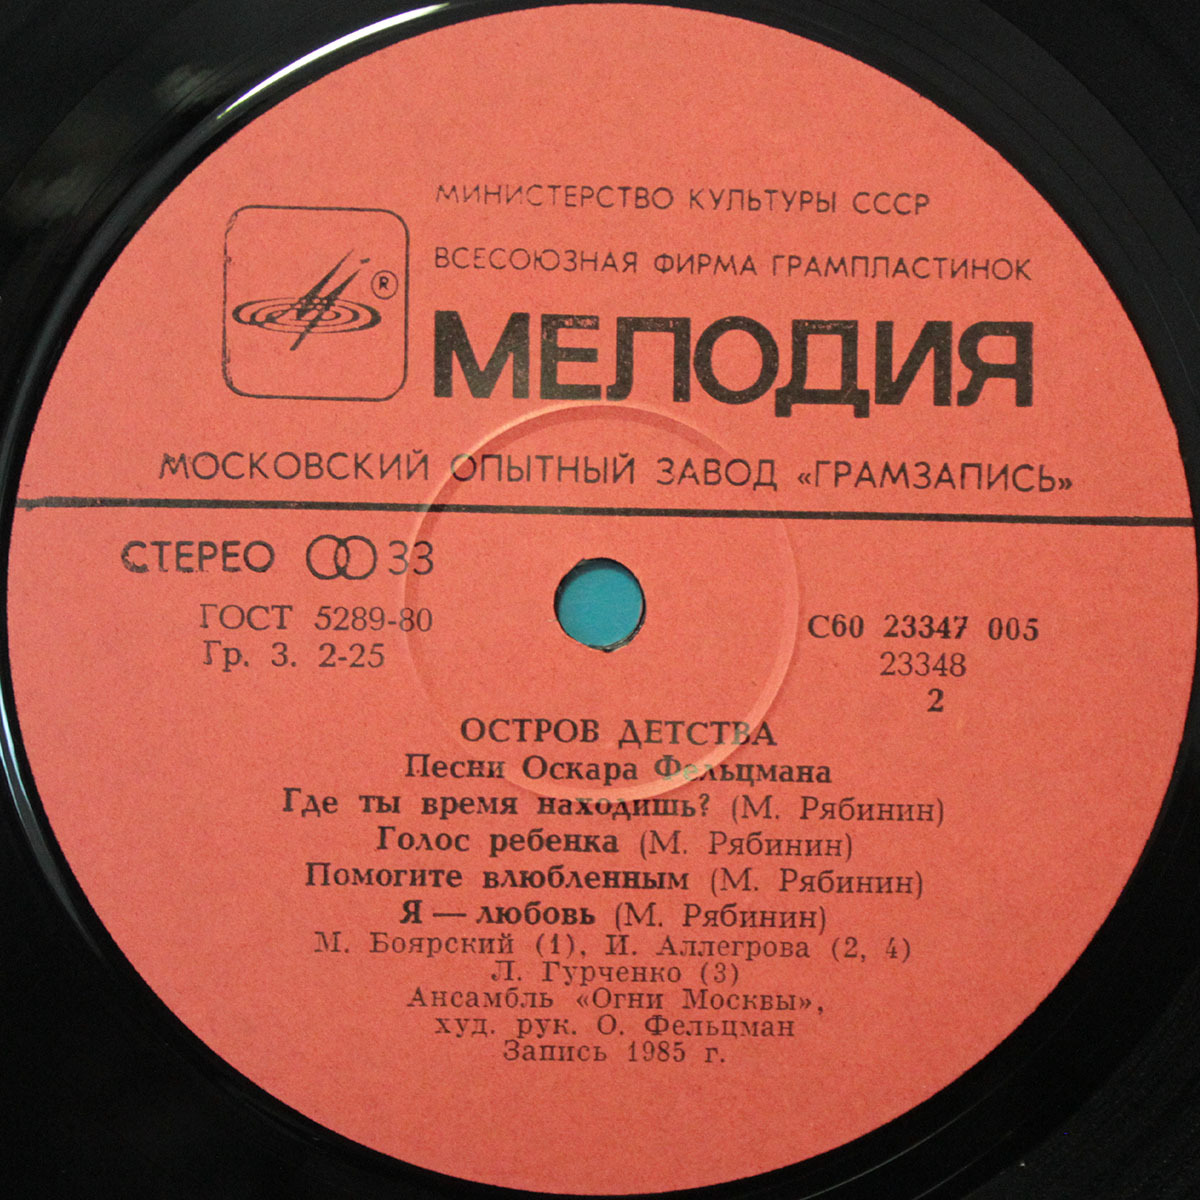 МИНИСТЕРСТВО КУЛЬТУРЫ СССР
ВСЕСОЮЗНАЯ ФИРМА ГРАМПЛАСТИНОК
®
МЕЛОДИЯ
МОСКОВСКИЙ ОПЫТНЫЙ ЗАВОД «ГРАМЗАПИСЬ»
СТЕРЕО 33
ГОСТ 5289-80
Гр. 3. 2-25
С60 23347 005
23348
2
ОСТРОВ ДЕТСТВА
Песни Оскара Фельцмана
Где ты время находишь? (М. Рябинин)
Голос ребенка (М. Рябинин)
Помогите влюбленным (М. Рябинин)
Я — любовь (М. Рябинин)
М. Боярский (1), И. Аллегрова (2, 4)
Л. Гурченко (3)
Ансамбль «Огни Москвы»,
худ. рук. О. Фельцман
Запись 1985 г.